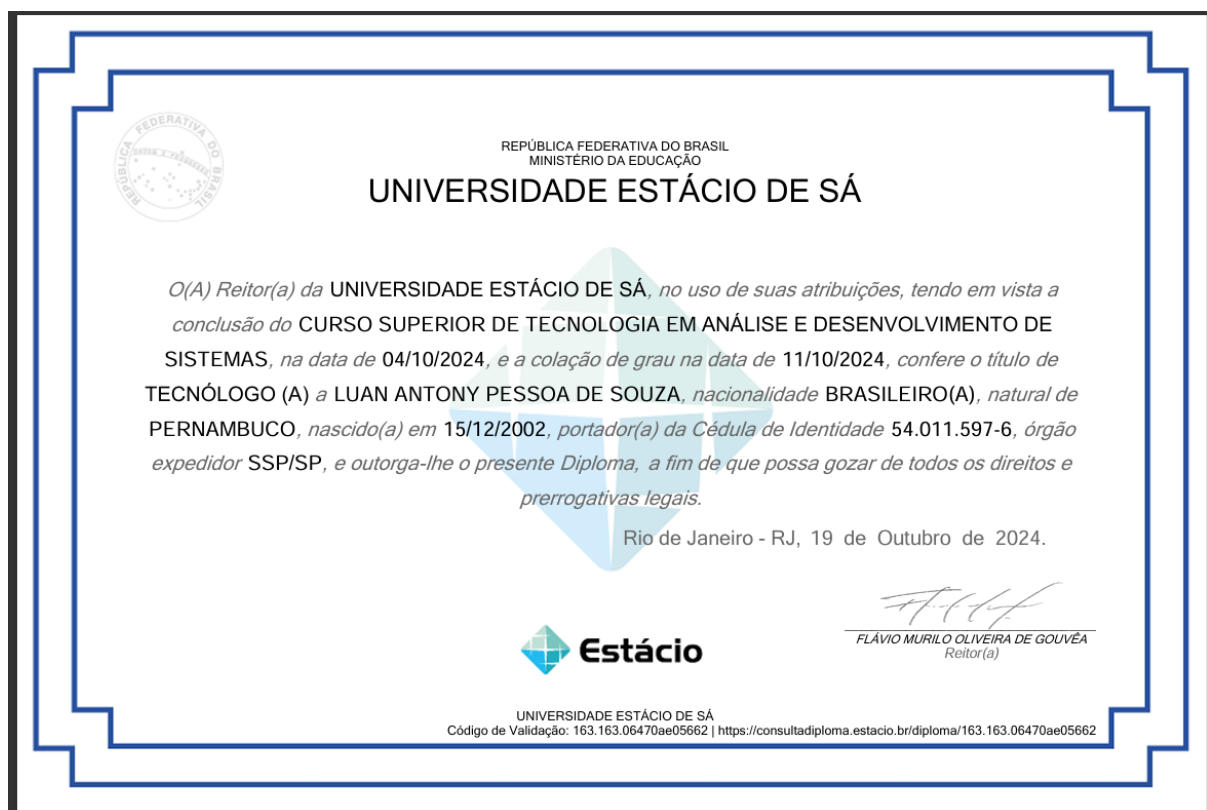 REPÚBLICA FEDERATIVA DO BRASIL
REPÚBLICA FEDERATIVA DO BRASIL
MINISTÉRIO DA EDUCAÇÃO
UNIVERSIDADE ESTÁCIO DE SÁ
O(A) Reitor(a) da UNIVERSIDADE ESTÁCIO DE SÁ, no uso de suas atribuições, tendo em vista a
conclusão do CURSO SUPERIOR DE TECNOLOGIA EM ANÁLISE E DESENVOLVIMENTO DE
SISTEMAS, na data de 04/10/2024, e a colação de grau na data de 11/10/2024, confere o título de
TECNÓLOGO (A) a LUAN ANTONY PESSOA DE SOUZA, nacionalidade BRASILEIRO(A), natural de
PERNAMBUCO, nascido(a) em 15/12/2002, portador(a) da Cédula de Identidade 54.011.597-6, órgão
expedidor SSP/SP, e outorga-lhe o presente Diploma, a fim de que possa gozar de todos os direitos e
prerrogativas legais.
Rio de Janeiro - RJ, 19 de Outubro de 2024.
FLÁVIO MURILO OLIVEIRA DE GOUVÊA
Reitor(a)
Estácio
UNIVERSIDADE ESTÁCIO DE SÁ
Código de Validação: 163.163.06470ae05662 | https://consultadiploma.estacio.br/diploma/163.163.06470ae05662